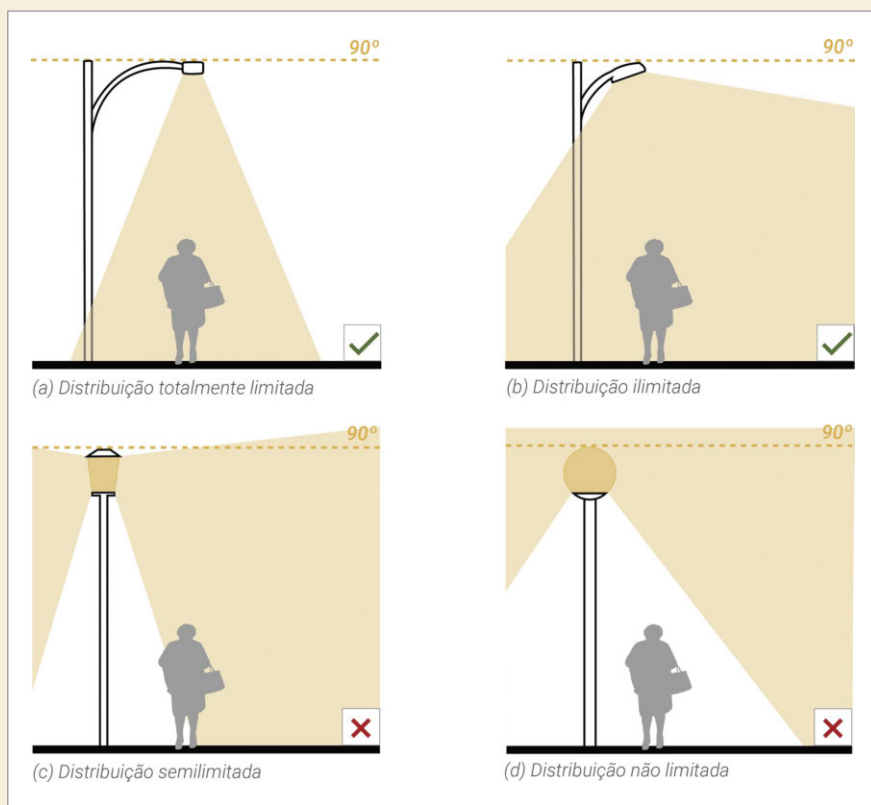 90º
90º
(a) Distribuição totalmente limitada
(b) Distribuição ilimitada
90º
90º
(c) Distribuição semilimitada
(d) Distribuição não limitada